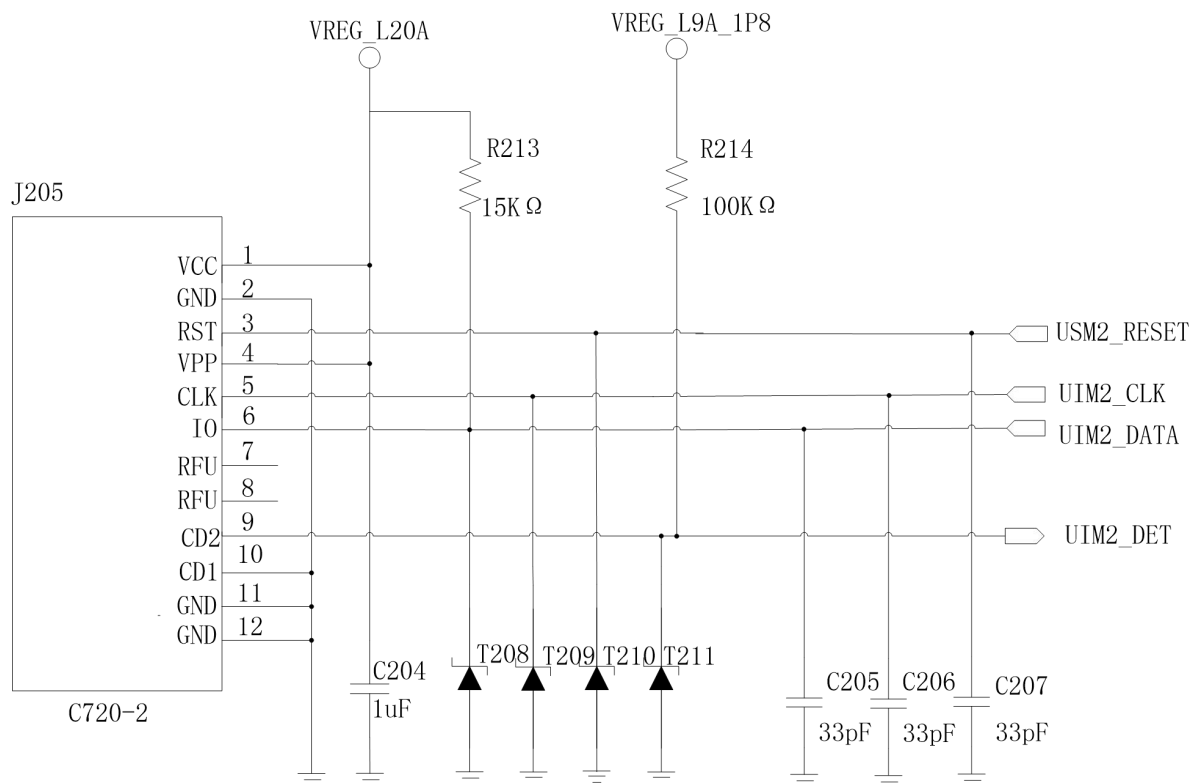 VREG_L20A
VREG_L9A_1P8
R213
15KΩ
R214
100KΩ
J205
VCC 1
GND 2
RST 3
VPP 4
CLK 5
IO 6
RFU 7
RFU 8
CD2 9
CD1 10
GND 11
GND 12
USM2_RESET
UIM2_CLK
UIM2_DATA
UIM2_DET
C204
1uF
T208
T209
T210
T211
C205
33pF
C206
33pF
C207
33pF
C720-2